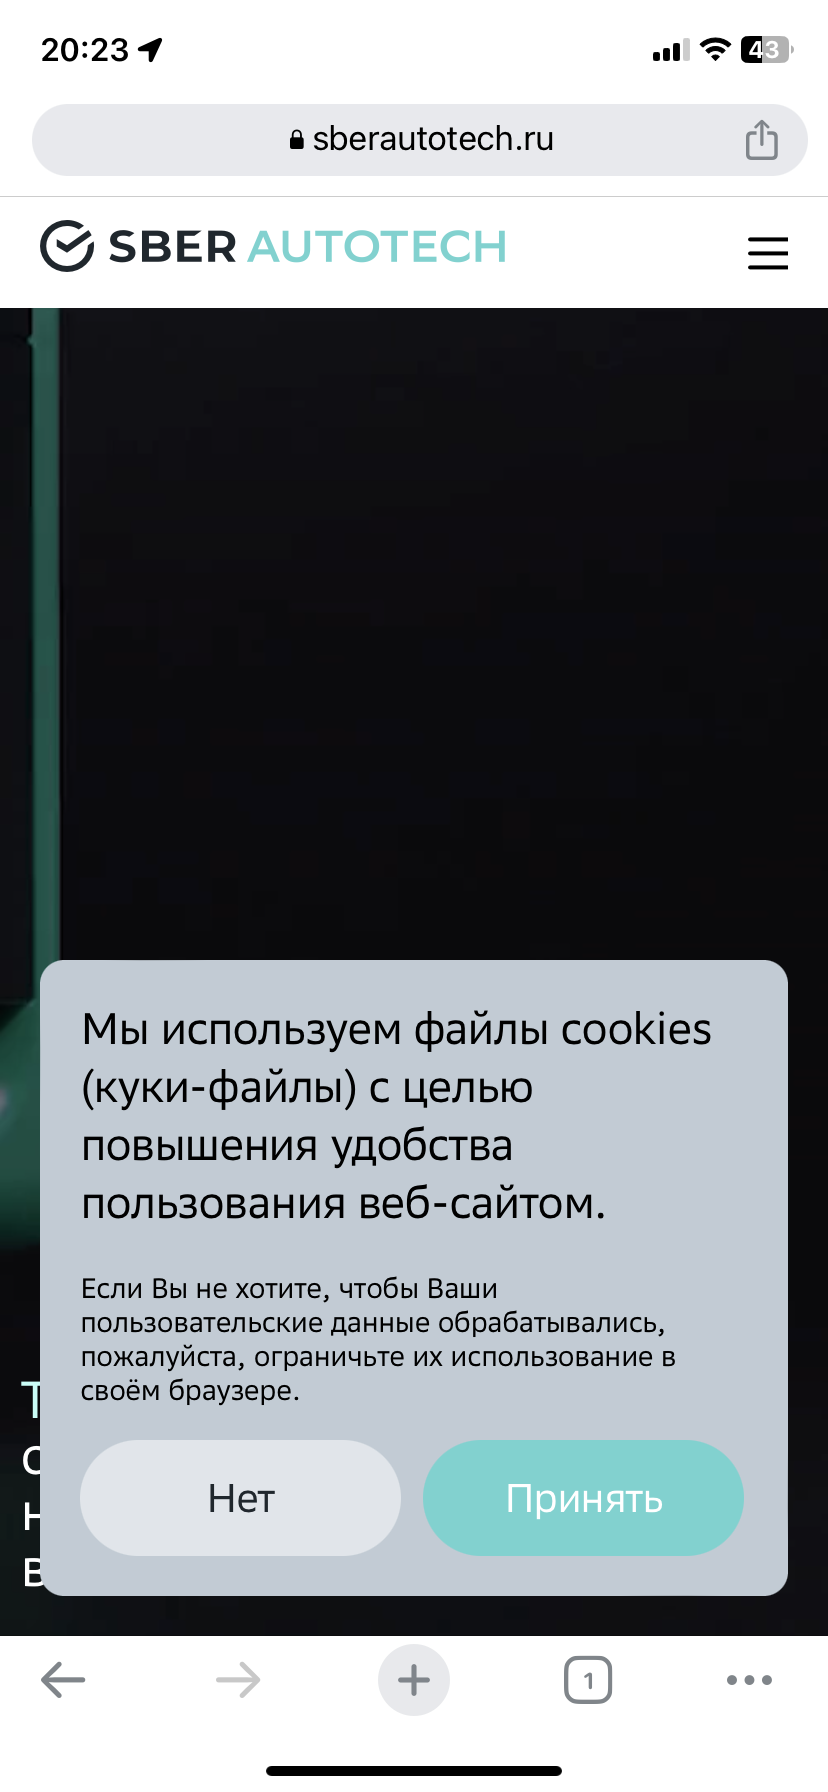 20:23
43
sberautotech.ru
SBER AUTOTECH
Мы используем файлы cookies
(куки-файлы) с целью
повышения удобства
пользования веб-сайтом.
Если Вы не хотите, чтобы Ваши
пользовательские данные обрабатывались,
пожалуйста, ограничьте их использование в
своём браузере.
Нет
Принять
1